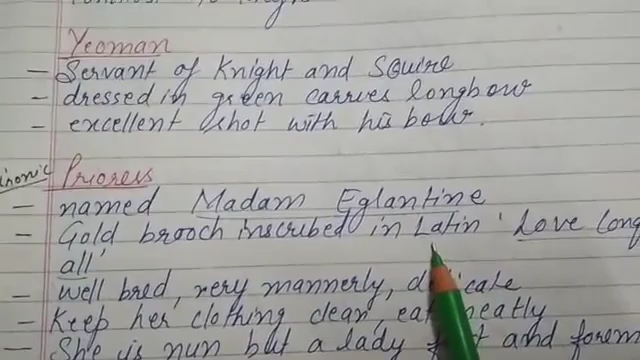 Yeoman
- Servant of Knight and Squire
- dressed in green carries longbow
- excellent shot with his bow.
ironic Prioress
- named Madam Eglantine
- Gold brooch inscribed in Latin 'Love Conq
all'
- Well bred, very mannerly,
- Keep her clothing clean, eat neatly
- She is nun but a lady and forem